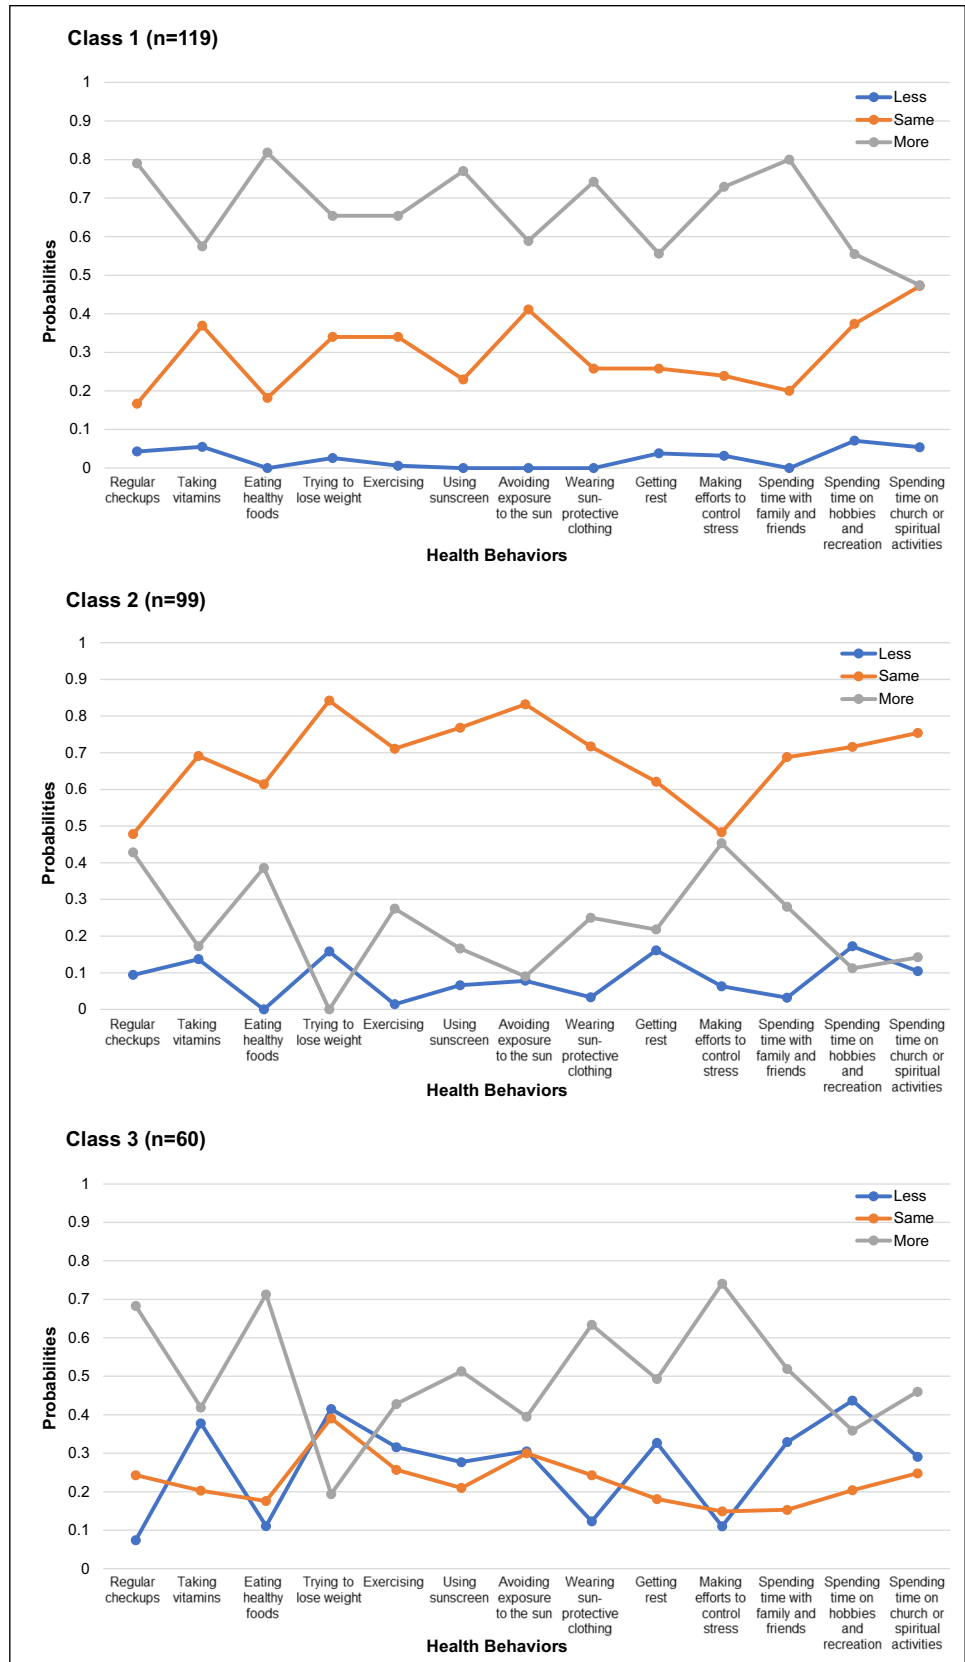 Class 1 (n=119)
1
0.9
0.8
0.7
0.6
0.5
0.4
0.3
0.2
0.1
0
Probabilities
Less
Same
More
Regular checkups
Taking vitamins
Eating healthy foods
Trying to lose weight
Exercising
Using sunscreen
Avoiding exposure to the sun
Wearing sun-protective clothing
Getting rest
Making efforts to control stress
Spending time with family and friends
Spending time on hobbies and recreation
Spending time on church or spiritual activities
Health Behaviors
Class 2 (n=99)
1
0.9
0.8
0.7
0.6
0.5
0.4
0.3
0.2
0.1
0
Probabilities
Less
Same
More
Regular checkups
Taking vitamins
Eating healthy foods
Trying to lose weight
Exercising
Using sunscreen
Avoiding exposure to the sun
Wearing sun-protective clothing
Getting rest
Making efforts to control stress
Spending time with family and friends
Spending time on hobbies and recreation
Spending time on church or spiritual activities
Health Behaviors
Class 3 (n=60)
1
0.9
0.8
0.7
0.6
0.5
0.4
0.3
0.2
0.1
0
Probabilities
Less
Same
More
Regular checkups
Taking vitamins
Eating healthy foods
Trying to lose weight
Exercising
Using sunscreen
Avoiding exposure to the sun
Wearing sun-protective clothing
Getting rest
Making efforts to control stress
Spending time with family and friends
Spending time on hobbies and recreation
Spending time on church or spiritual activities
Health Behaviors